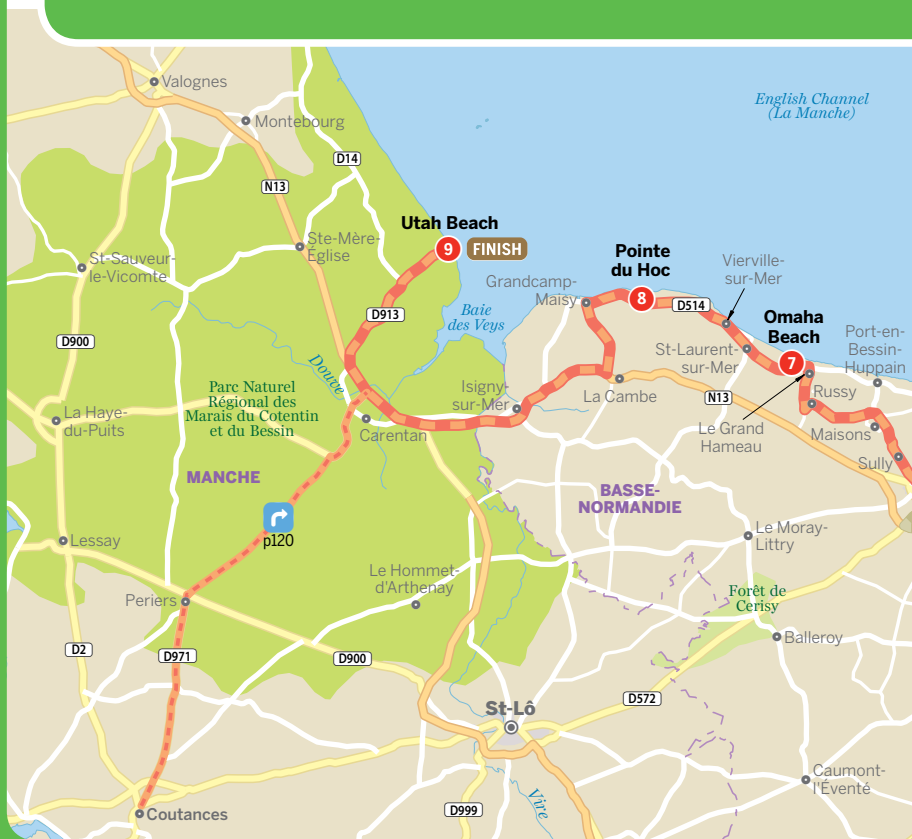 Valognes
English Channel
(La Manche)
Montebourg
D14
N13
Utah Beach
9
FINISH
Ste-Mère-
Église
Pointe
du Hoc
St-Sauveur-
le-Vicomte
Vierville-
sur-Mer
Grandcamp-
Maisy
8
D514
D913
Baie
des Veys
Omaha
Beach
7
Port-en-
Bessin-
Huppain
D900
St-Laurent-
sur-Mer
Douve
Parc Naturel
Régional des
Marais du Cotentin
et du Bessin
Isigny-
sur-Mer
La Cambe
N13
Russy
La Haye-
du-Puits
Carentan
Le Grand
Hameau
Maisons
Sully
MANCHE
BASSE-
NORMANDIE
p120
Lessay
Le Moray-
Littry
Le Hommet-
d'Arthenay
Periers
Forêt de
Cerisy
Balleroy
D2
D971
D900
D572
St-Lô
Caumont-
l'Éventé
Vire
D999
Coutances